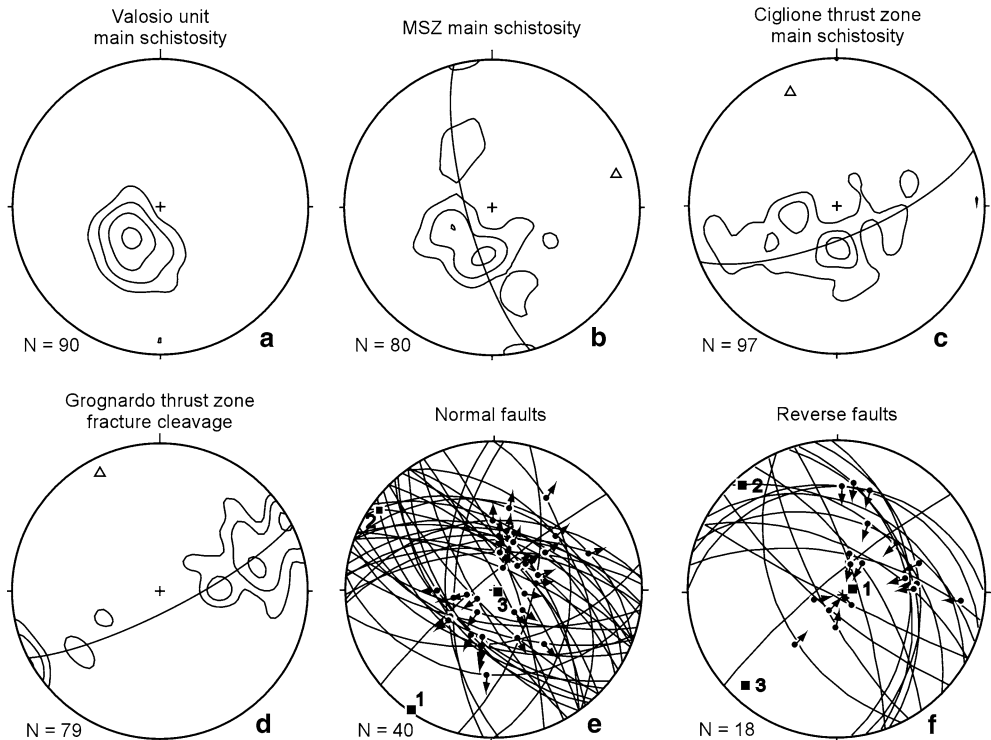 Valosio unit
main schistosity
N = 90
a
MSZ main schistosity
N = 80
b
Ciglione thrust zone
main schistosity
N = 97
c
Grognardo thrust zone
fracture cleavage
N = 79
d
Normal faults
2
3
1
N = 40
e
Reverse faults
2
1
3
N = 18
f